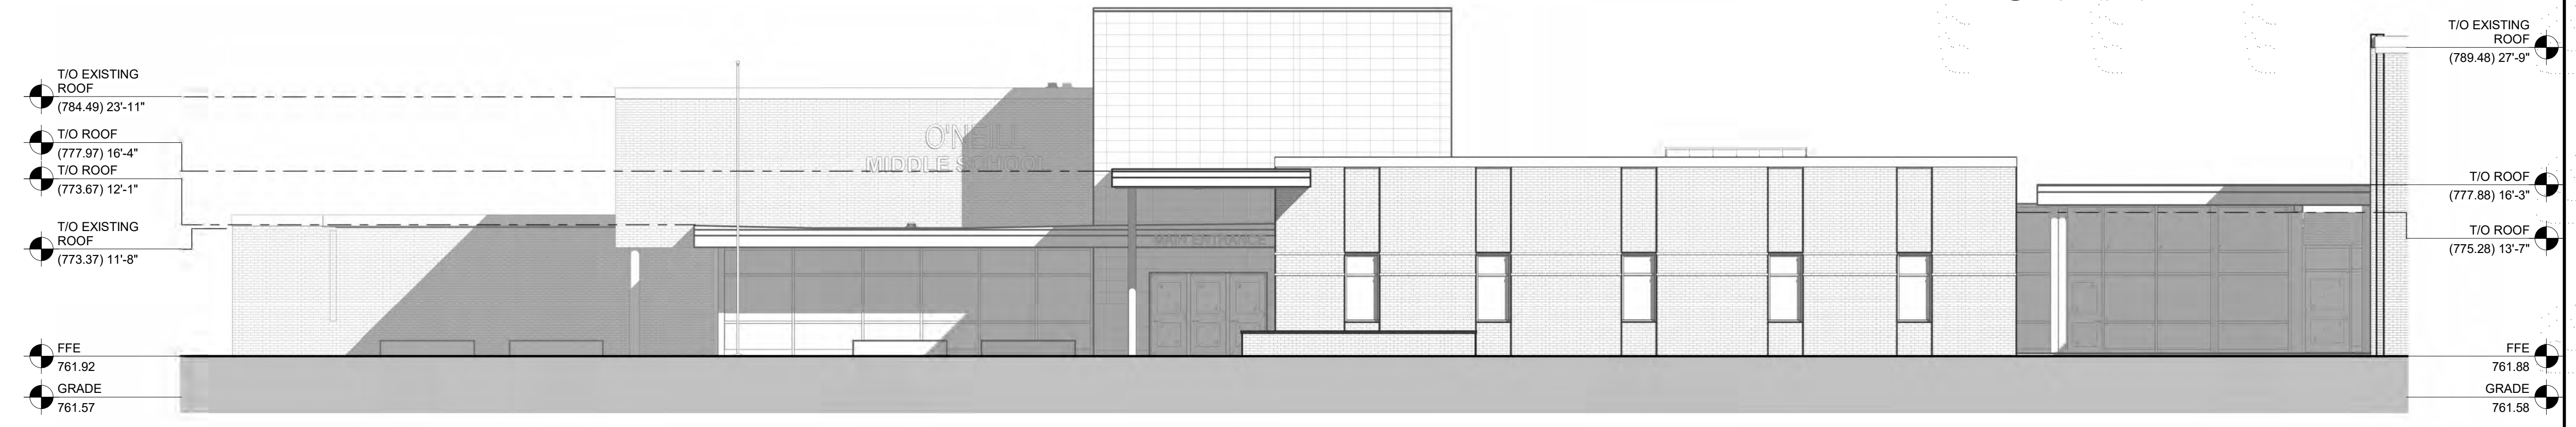 T/O EXISTING
ROOF
(784.49) 23'-11"
T/O ROOF
(777.97) 16'-4"
T/O ROOF
(773.67) 12'-1"
T/O EXISTING
ROOF
(773.37) 11'-8"
FFE
761.92
GRADE
761.57
O'NEILL
MIDDLE SCHOOL
MAIN ENTRANCE
T/O EXISTING
ROOF
(789.48) 27'-9"
T/O ROOF
(777.88) 16'-3"
T/O ROOF
(775.28) 13'-7"
FFE
761.88
GRADE
761.58